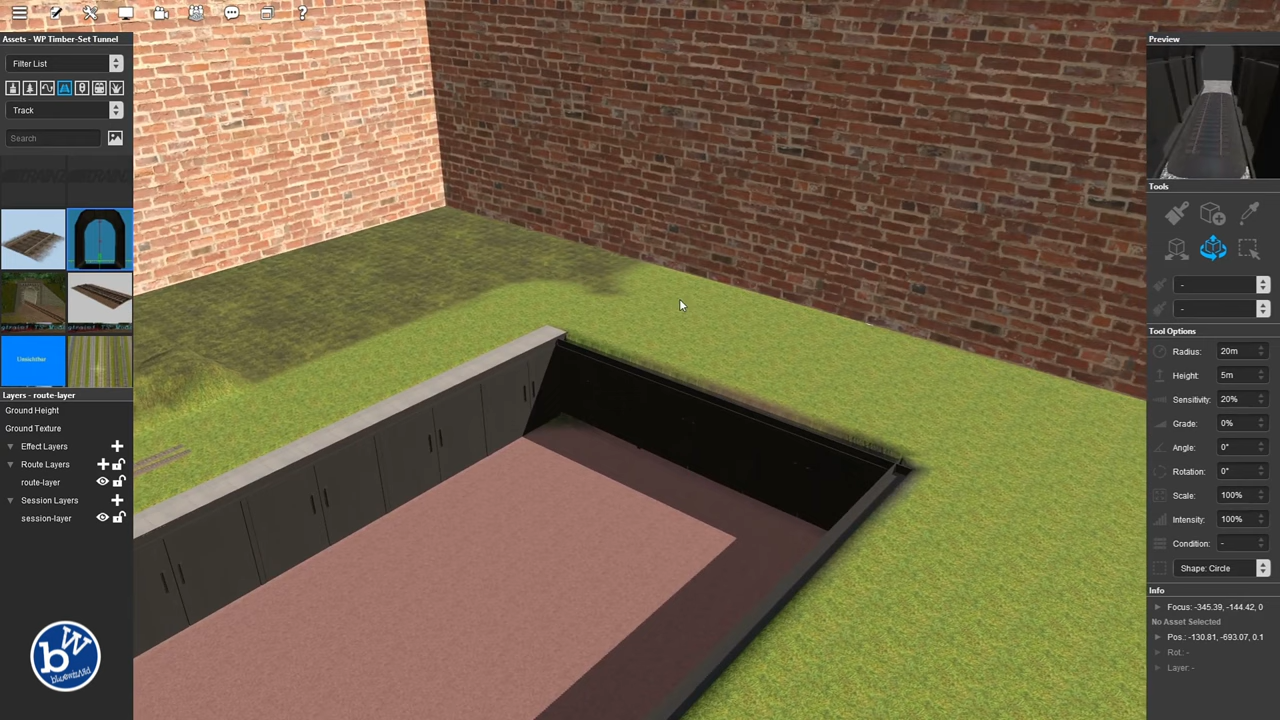 Assets - WP Timber-Set Tunnel
Filter List
Track
Search
Unsichtbar
Layers - route-layer
Ground Height
Ground Texture
Effect Layers
Route Layers
route-layer
Session Layers
session-layer
bW
bluewizARd
Preview
Tools
-
-
Tool Options
Radius: 20m
Height: 5m
Sensitivity: 20%
Grade: 0%
Angle: 0°
Rotation: 0°
Scale: 100%
Intensity: 100%
Condition: -
Shape: Circle
Info
Focus: -345.39, -144.42, 0
No Asset Selected
Pos.: -130.81, -693.07, 0.1
Rot.: -
Layer: -